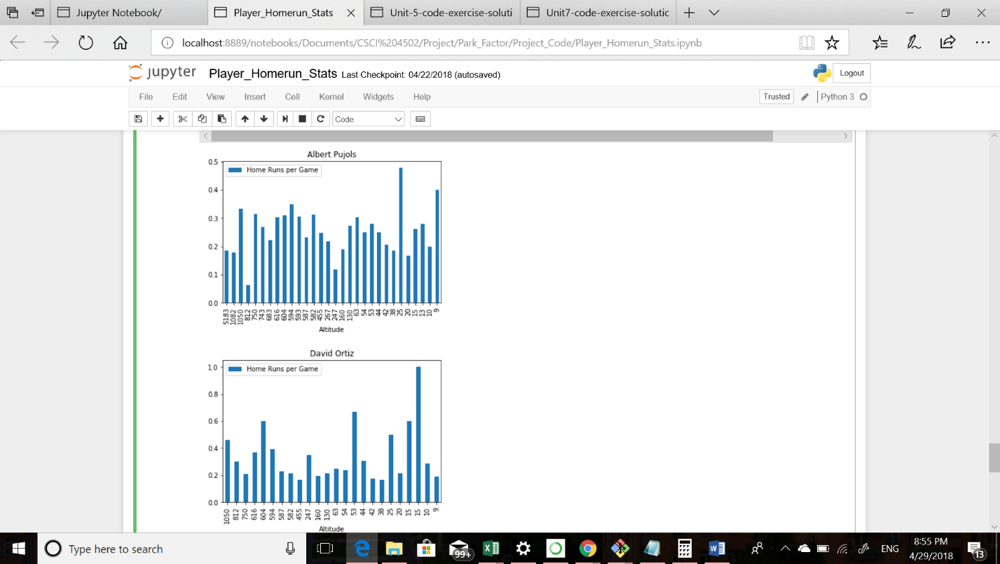 Jupyter Notebook/ Player_Homerun_Stats Unit-5-code-exercise-soluti Unit7-code-exercise-solutic
localhost:8889/notebooks/Documents/CSCI%204502/Project/Park_Factor/Project_Code/Player_Homerun_Stats.ipynb
jupyter Player_Homerun_Stats Last Checkpoint: 04/22/2018 (autosaved) Logout
File Edit View Insert Cell Kernel Widgets Help Trusted Python 3
Code
Albert Pujols
0.5
Home Runs per Game
0.4
0.3
0.2
0.1
0.0
5183 1082 1050 812 750 743 683 616 604 594 593 587 582 455 267 247 160 130 63 54 53 44 42 38 25 20 15 13 10 9
Altitude
David Ortiz
1.0
Home Runs per Game
0.8
0.6
0.4
0.2
0.0
1050 812 750 616 604 594 587 582 455 247 160 130 63 54 53 44 42 38 25 20 15 15 10 9
Altitude
Type here to search 99+ ENG 8:55 PM
4/29/2018 13